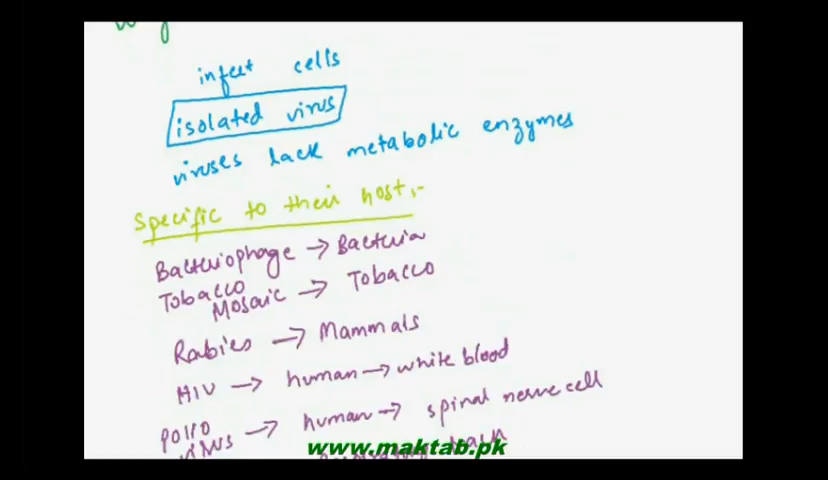 infect cells
isolated virus
viruses lack metabolic enzymes
Specific to their host:-
Bacteriophage → Bacteria
Tobacco
Mosaic → Tobacco
Rabies → Mammals
HIV → human → white blood
Polio
virus → human → spinal nerve cell
www.maktab.pk